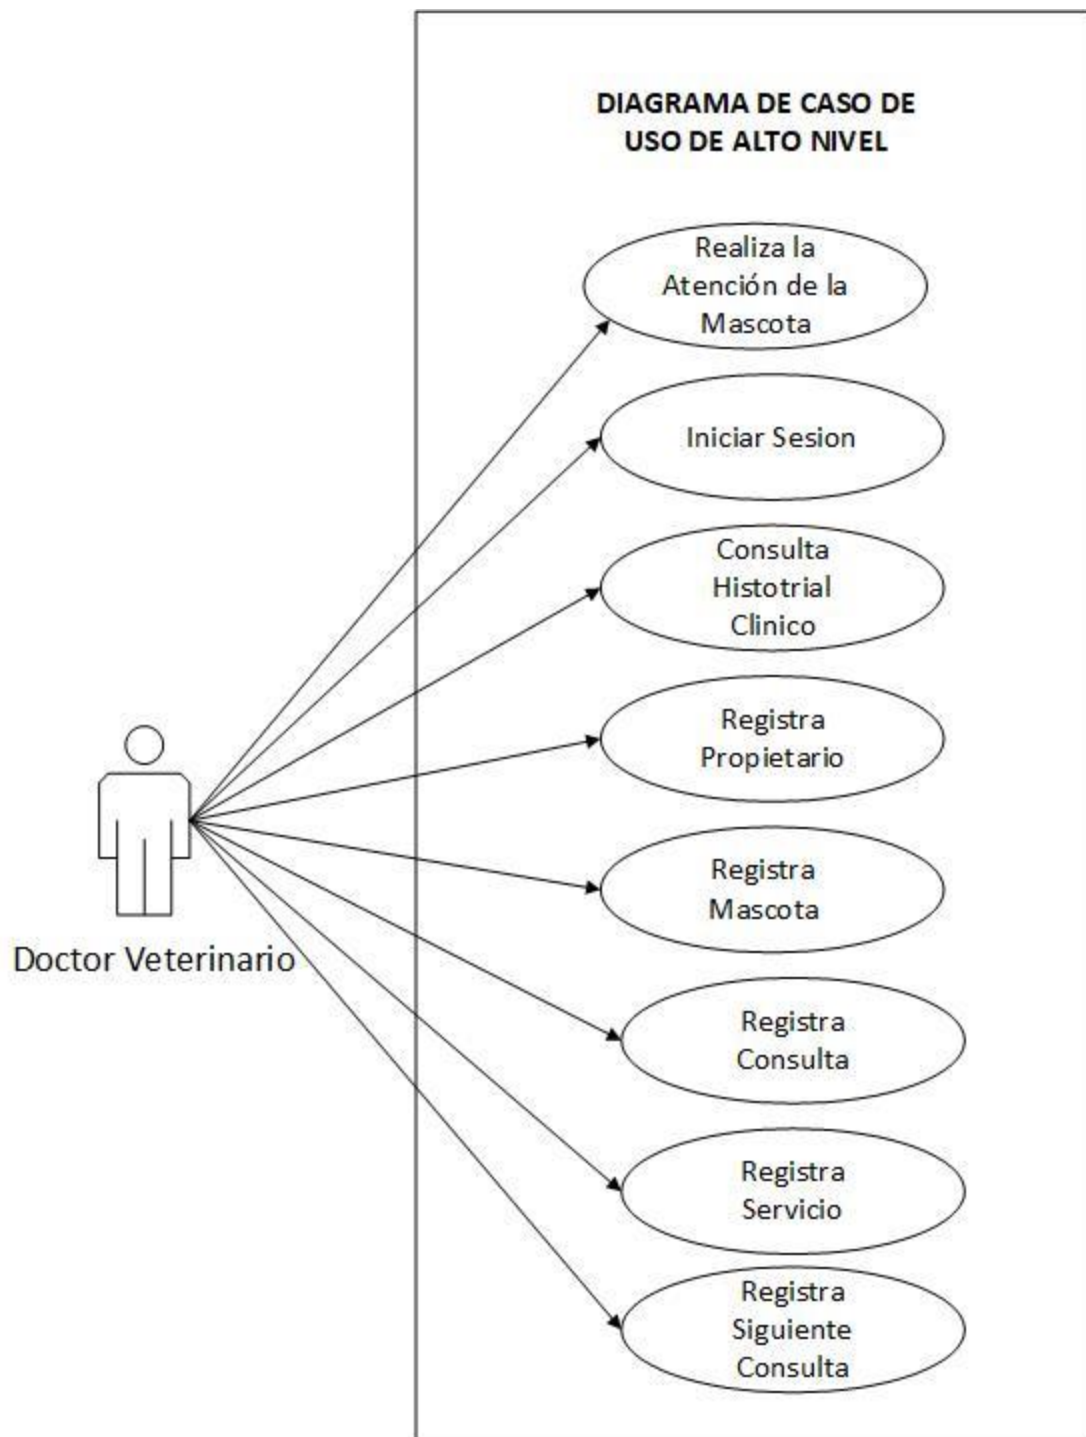 DIAGRAMA DE CASO DE
USO DE ALTO NIVEL
Realiza la
Atención de la
Mascota
Iniciar Sesion
Consulta
Histotrial
Clinico
Registra
Propietario
Registra
Mascota
Doctor Veterinario
Registra
Consulta
Registra
Servicio
Registra
Siguiente
Consulta